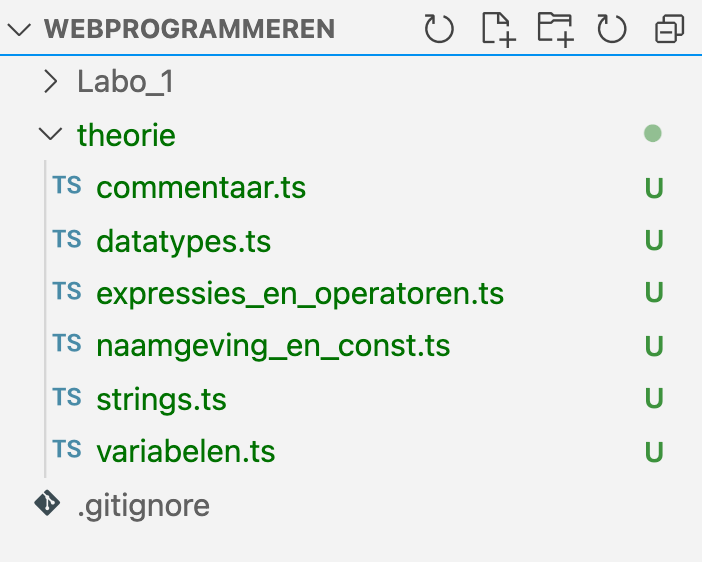 WEBPROGRAMMEREN
Labo_1
theorie
TS commentaar.ts U
TS datatypes.ts U
TS expressies_en_operatoren.ts U
TS naamgeving_en_const.ts U
TS strings.ts U
TS variabelen.ts U
.gitignore